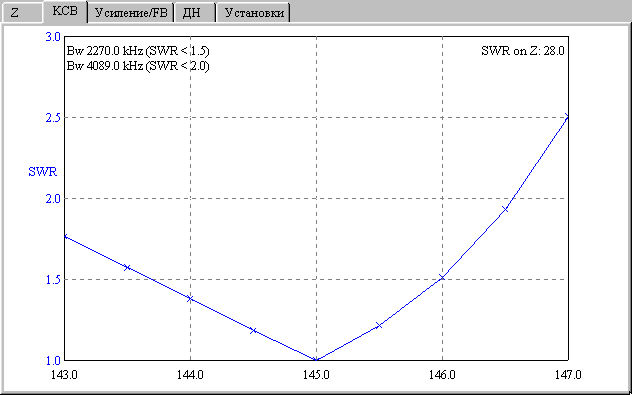 Z КСВ Усиление/FB ДН Установки
3.0
Bw 2270.0 kHz (SWR < 1.5) SWR on Z: 28.0
Bw 4089.0 kHz (SWR < 2.0)
2.5
SWR
2.0
1.5
1.0
143.0 144.0 145.0 146.0 147.0